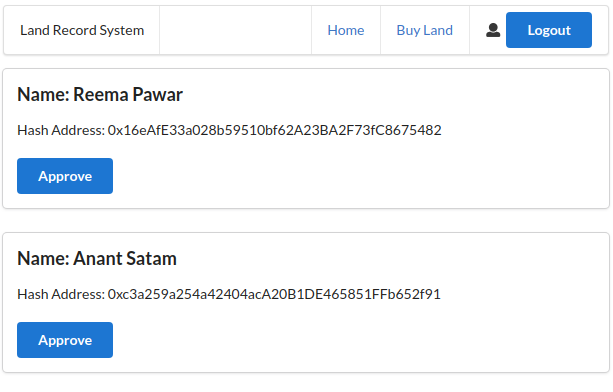 Land Record System Home Buy Land Logout
Name: Reema Pawar
Hash Address: 0x16eAfE33a028b59510bf62A23BA2F73fC8675482
Approve
Name: Anant Satam
Hash Address: 0xc3a259a254a42404acA20B1DE465851FFb652f91
Approve